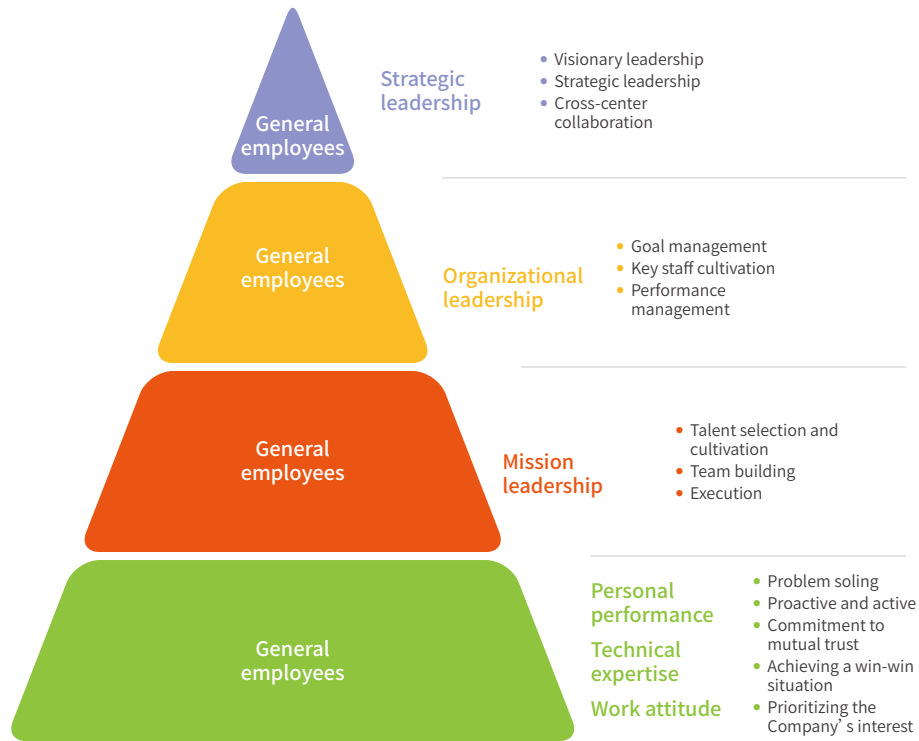 General
employees
Strategic
leadership
• Visionary leadership
• Strategic leadership
• Cross-center
collaboration
General
employees
Organizational
leadership
• Goal management
• Key staff cultivation
• Performance
management
General
employees
Mission
leadership
• Talent selection and
cultivation
• Team building
• Execution
General
employees
Personal
performance
Technical
expertise
Work attitude
• Problem soling
• Proactive and active
• Commitment to
mutual trust
• Achieving a win-win
situation
• Prioritizing the
Company’s interest